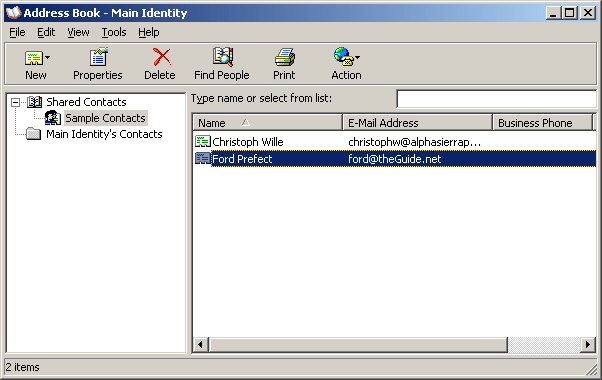 Address Book - Main Identity
File Edit View Tools Help
New Properties Delete Find People Print Action
Shared Contacts
Sample Contacts
Main Identity's Contacts
Type name or select from list:
Name E-Mail Address Business Phone
Christoph Wille christophw@alphasierrap...
Ford Prefect ford@theGuide.net
2 items